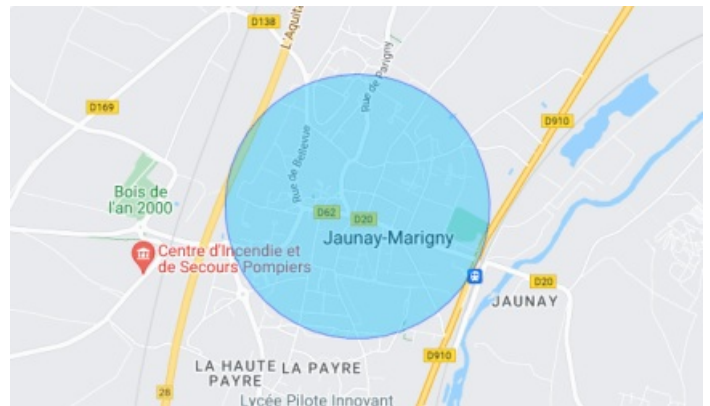 D138
L'Aquita
Rue de Parigny
D169
D910
Rue de Bellevue
Bois de
l'an 2000
D62
D20
Jaunay-Marigny
Centre d'Incendie et
de Secours Pompiers
D20
JAUNAY
D910
LA HAUTE
PAYRE
LA PAYRE
28
Lycée Pilote Innovant